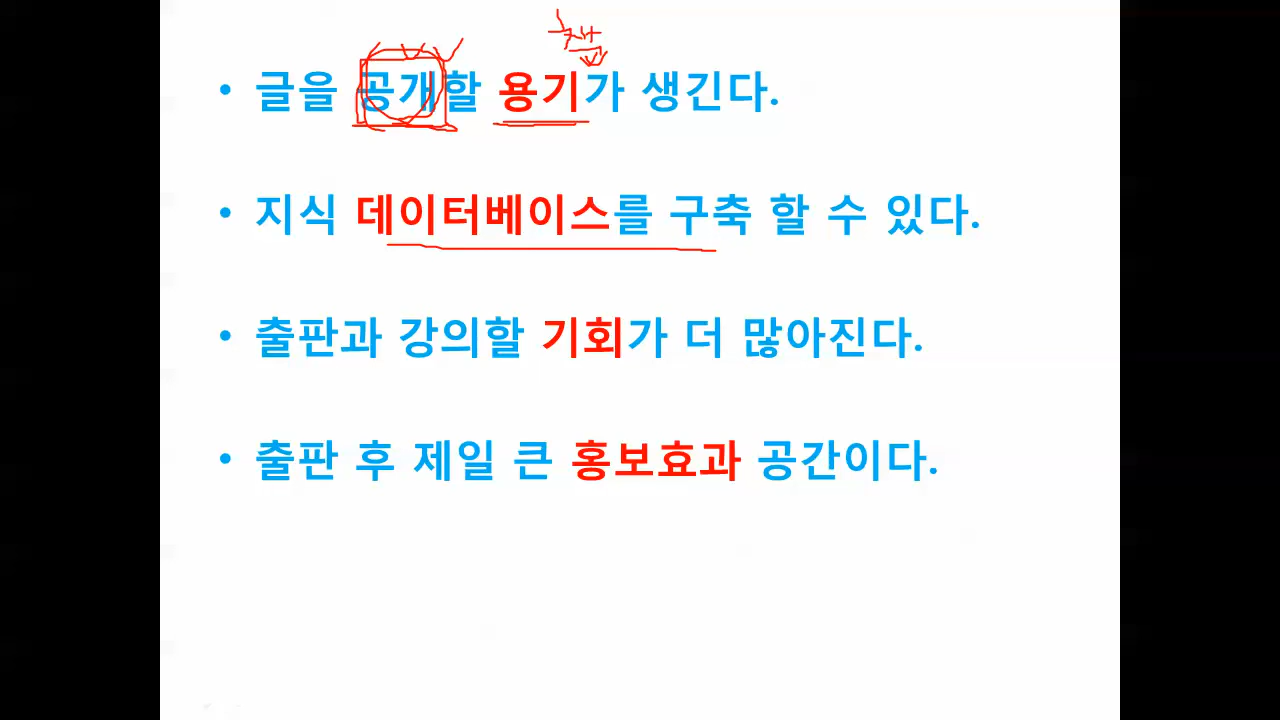 • 글을 공개할 용기가 생긴다.
• 지식 데이터베이스를 구축 할 수 있다.
• 출판과 강의할 기회가 더 많아진다.
• 출판 후 제일 큰 홍보효과 공간이다.